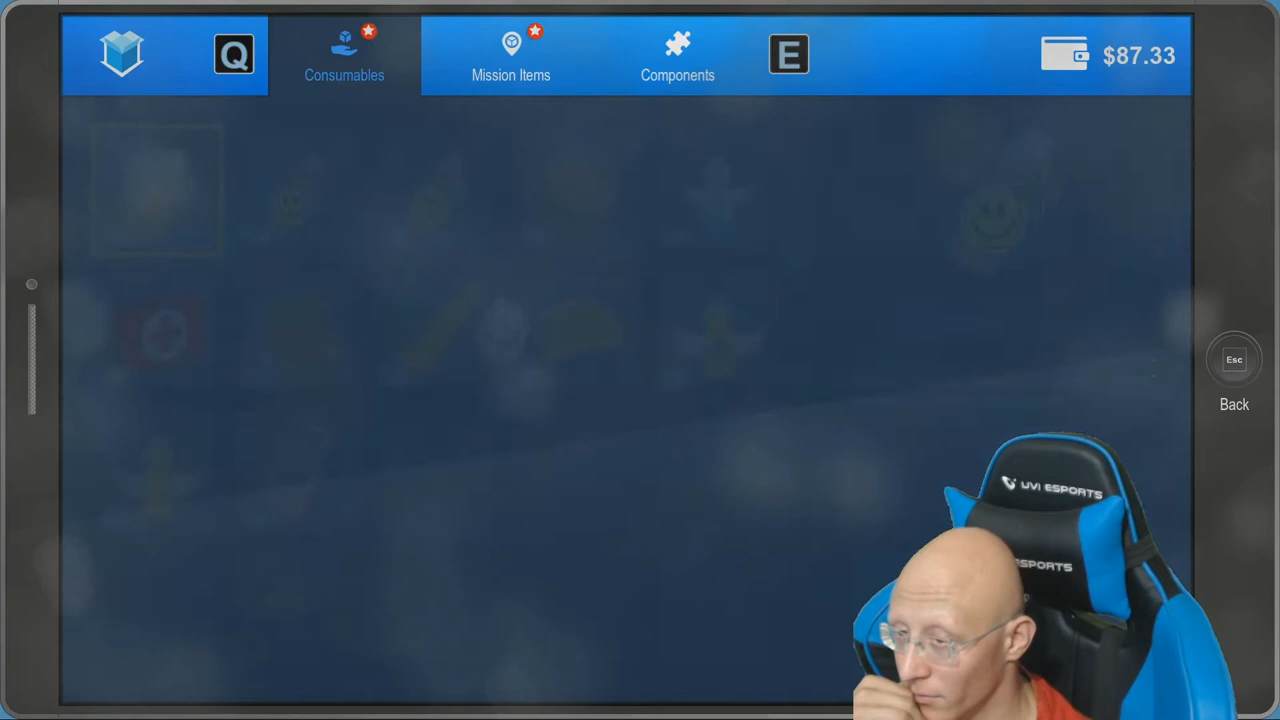 Q
Consumables
Mission Items
Components
E
$87.33
Esc
Back
UVI ESPORTS
ESPORTS